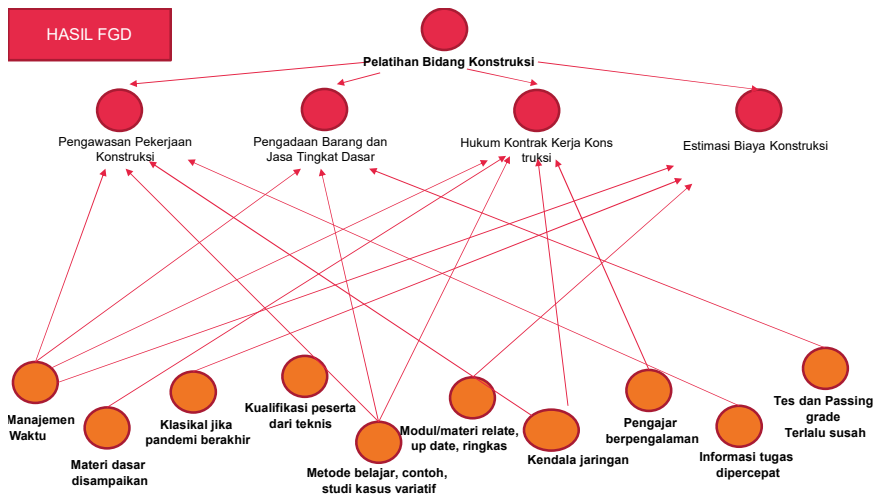 HASIL FGD
Pelatihan Bidang Konstruksi
Pengawasan Pekerjaan
Konstruksi
Pengadaan Barang dan
Jasa Tingkat Dasar
Hukum Kontrak Kerja Kons
truksi
Estimasi Biaya Konstruksi
Manajemen
Waktu
Materi dasar
disampaikan
Klasikal jika
pandemi berakhir
Kualifikasi peserta
dari teknis
Metode belajar, contoh,
studi kasus variatif
Modul/materi relate,
up date, ringkas
Kendala jaringan
Pengajar
berpengalaman
Informasi tugas
dipercepat
Tes dan Passing
grade
Terlalu susah